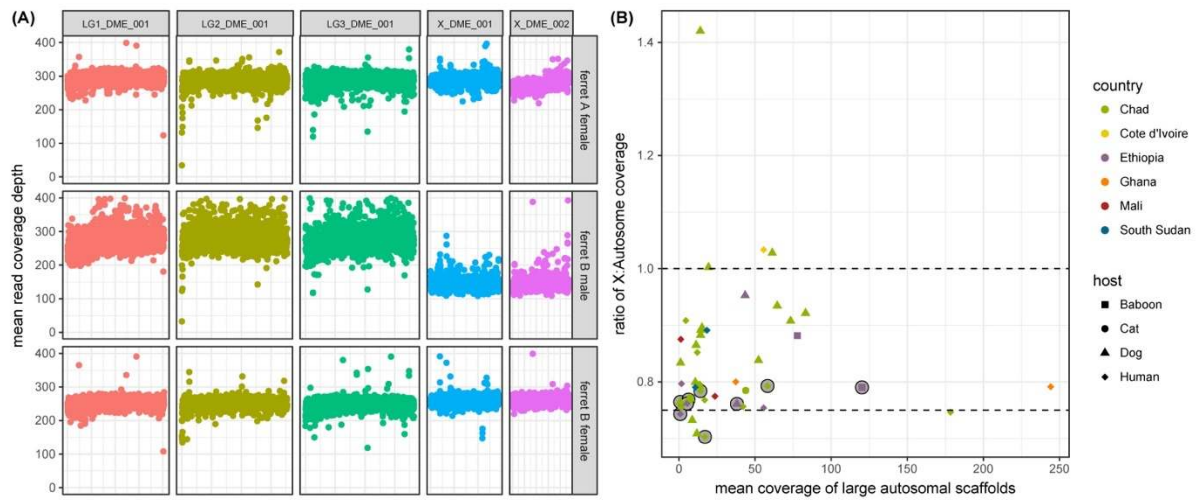 (A)
LG1_DME_001
LG2_DME_001
LG3_DME_001
X_DME_001
X_DME_002
mean read coverage depth
400
300
200
100
0
ferret A female
400
300
200
100
0
ferret B male
400
300
200
100
0
ferret B female
(B)
ratio of X:Autosome coverage
1.4
1.2
1.0
0.8
0 50 100 150 200 250
mean coverage of large autosomal scaffolds
country
Chad
Cote d'Ivoire
Ethiopia
Ghana
Mali
South Sudan
host
Baboon
Cat
Dog
Human